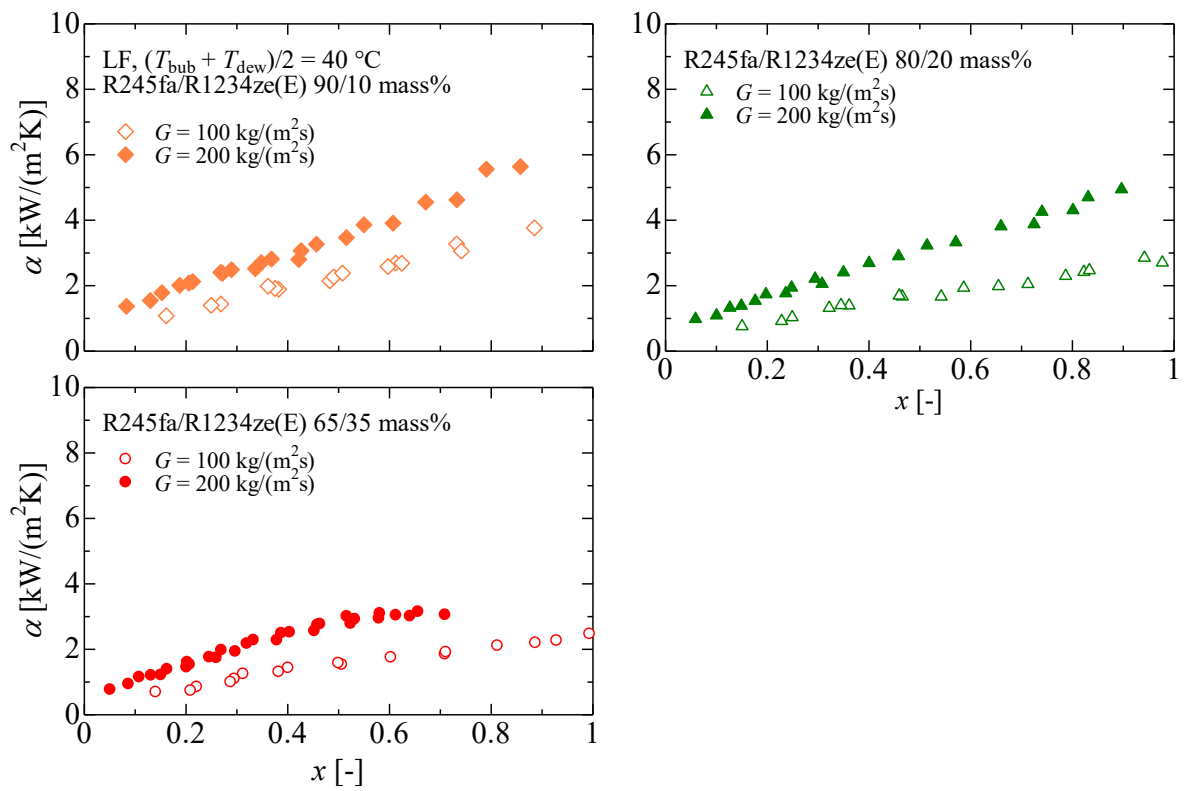 10
8
6
4
2
0
α [kW/(m²K)]
LF, (T_bub + T_dew)/2 = 40 °C
R245fa/R1234ze(E) 90/10 mass%
G = 100 kg/(m²s)
G = 200 kg/(m²s)
10
8
6
4
2
0
α [kW/(m²K)]
R245fa/R1234ze(E) 80/20 mass%
G = 100 kg/(m²s)
G = 200 kg/(m²s)
0 0.2 0.4 0.6 0.8 1
x [-]
10
8
6
4
2
0
α [kW/(m²K)]
R245fa/R1234ze(E) 65/35 mass%
G = 100 kg/(m²s)
G = 200 kg/(m²s)
0 0.2 0.4 0.6 0.8 1
x [-]